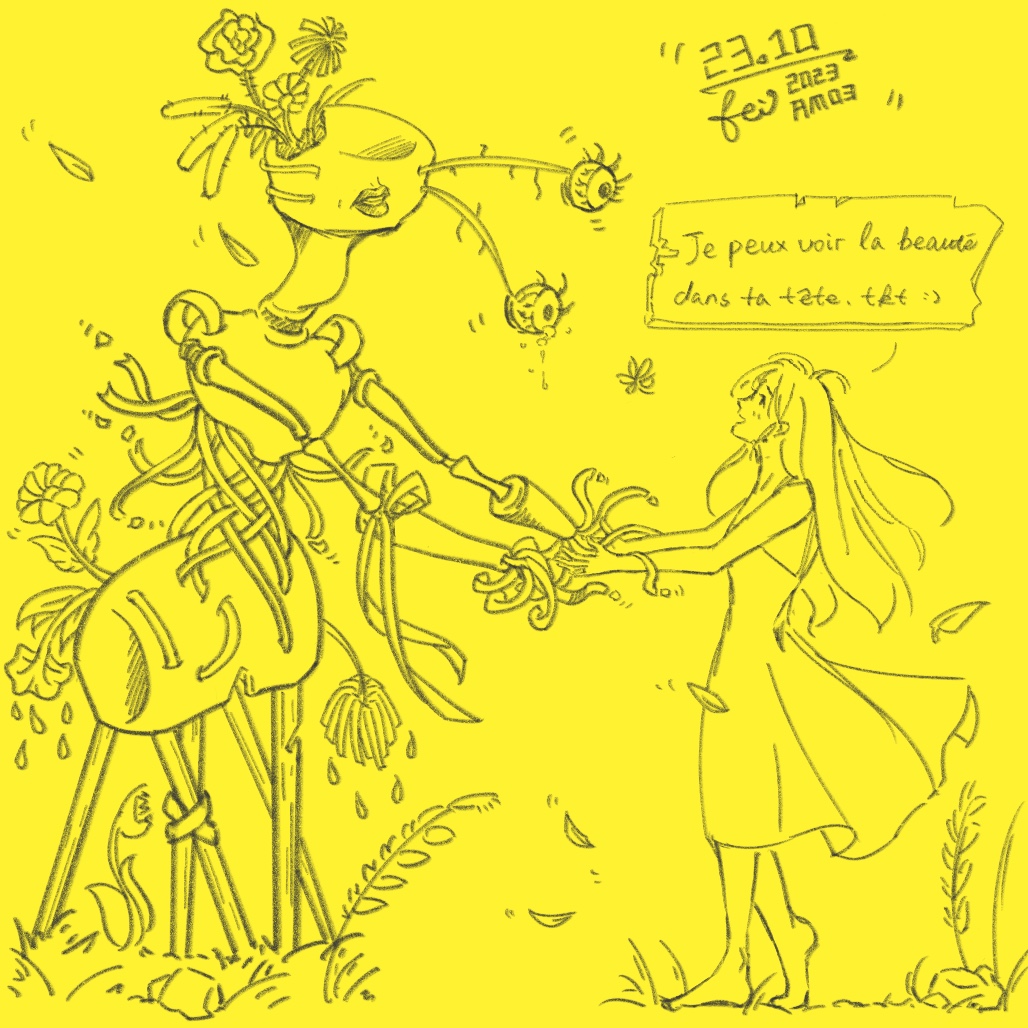 23.10
2023
fei AM03
Je peux voir la beauté
dans ta tête. tkt :)